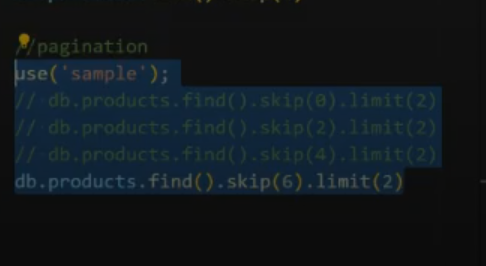 //pagination
use('sample');
// db.products.find().skip(0).limit(2)
// db.products.find().skip(2).limit(2)
// db.products.find().skip(4).limit(2)
db.products.find().skip(6).limit(2)